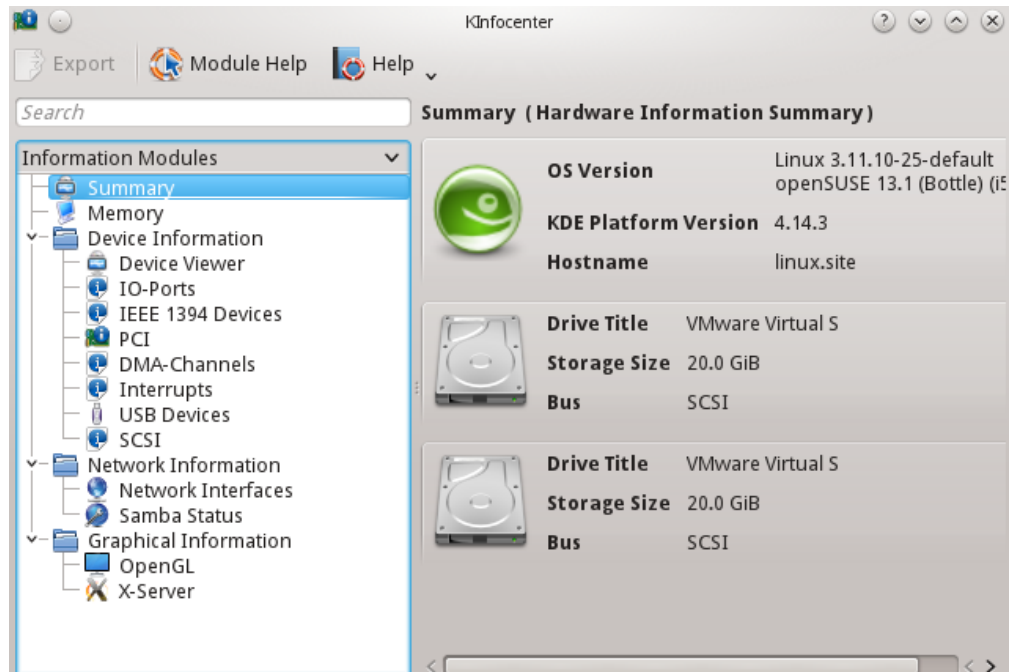 KInfocenter
Export Module Help Help
Search
Information Modules
Summary
Memory
Device Information
Device Viewer
IO-Ports
IEEE 1394 Devices
PCI
DMA-Channels
Interrupts
USB Devices
SCSI
Network Information
Network Interfaces
Samba Status
Graphical Information
OpenGL
X-Server
Summary (Hardware Information Summary)
OS Version Linux 3.11.10-25-default
openSUSE 13.1 (Bottle)
KDE Platform Version 4.14.3
Hostname linux.site
Drive Title VMware Virtual S
Storage Size 20.0 GiB
Bus SCSI
Drive Title VMware Virtual S
Storage Size 20.0 GiB
Bus SCSI